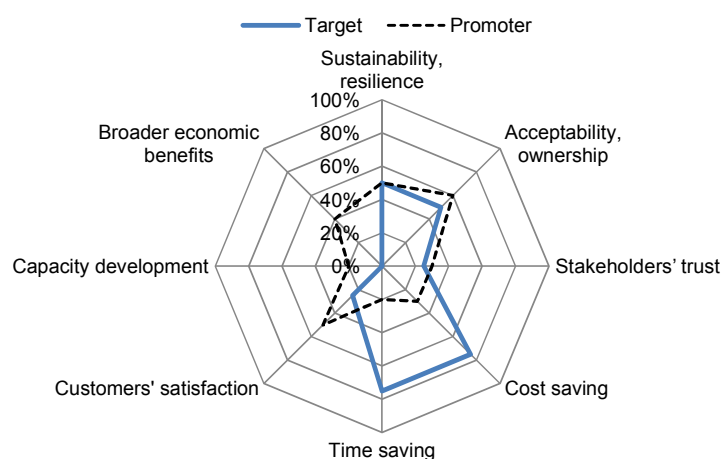 Target
Promoter
Sustainability,
resilience
100%
80%
60%
40%
20%
0%
Acceptability,
ownership
Stakeholders’ trust
Cost saving
Time saving
Customers' satisfaction
Capacity development
Broader economic
benefits